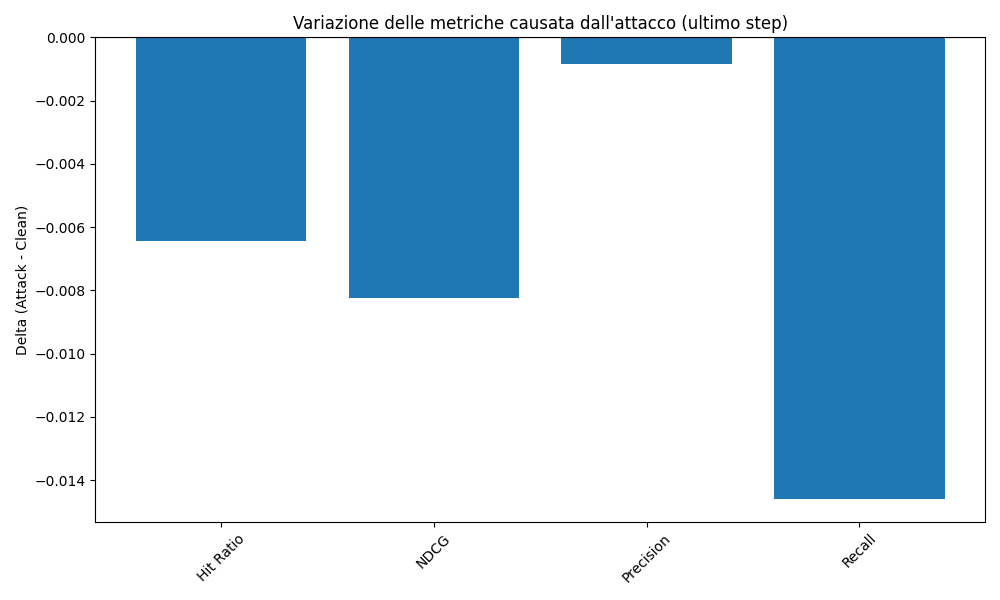 Variazione delle metriche causata dall'attacco (ultimo step)
Delta (Attack - Clean)
0.000
−0.002
−0.004
−0.006
−0.008
−0.010
−0.012
−0.014
Hit Ratio
NDCG
Precision
Recall